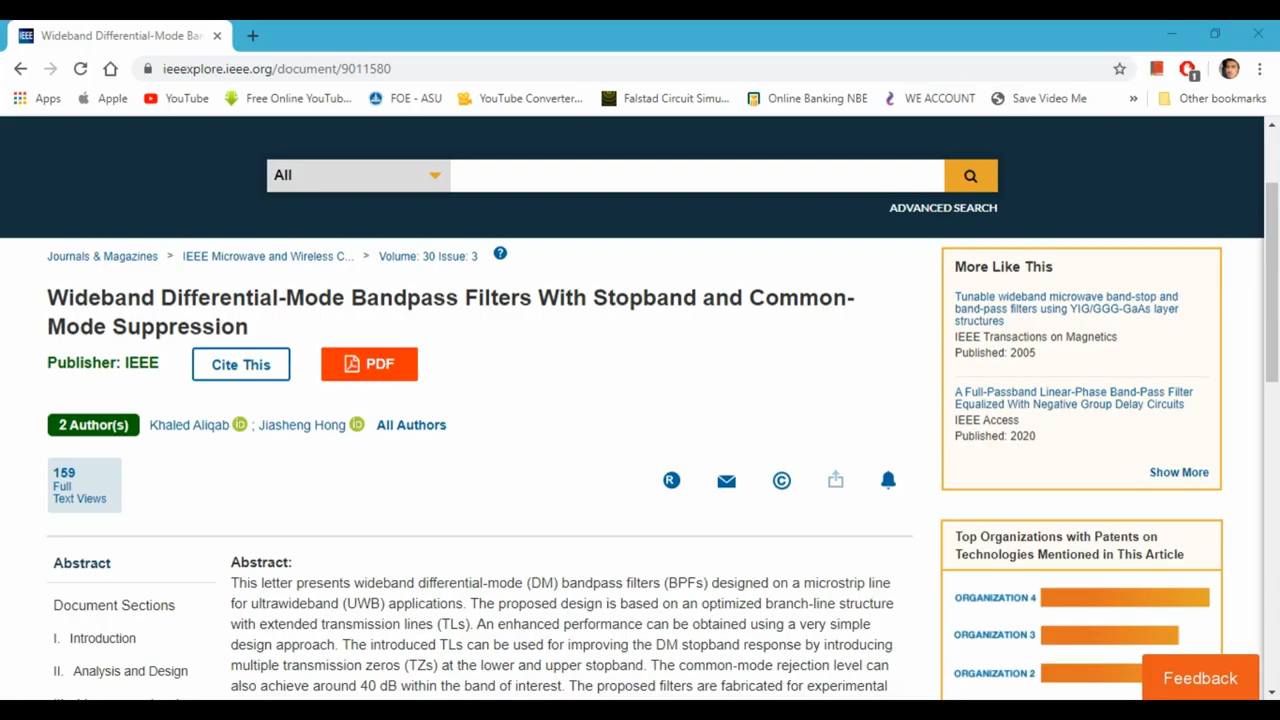 IEEE Wideband Differential-Mode Ban
ieeexplore.ieee.org/document/9011580
1
Apps Apple YouTube Free Online YouTub... FOE - ASU YouTube Converter... Falstad Circuit Simu... Online Banking NBE WE ACCOUNT Save Video Me » Other bookmarks
All
ADVANCED SEARCH
Journals & Magazines > IEEE Microwave and Wireless C... > Volume: 30 Issue: 3 ?
Wideband Differential-Mode Bandpass Filters With Stopband and Common-
Mode Suppression
Publisher: IEEE Cite This PDF
2 Author(s) Khaled Aliqab iD ; Jiasheng Hong iD All Authors
159
Full
Text Views
R ©
Abstract
Document Sections
I. Introduction
II. Analysis and Design
Abstract:
This letter presents wideband differential-mode (DM) bandpass filters (BPFs) designed on a microstrip line
for ultrawideband (UWB) applications. The proposed design is based on an optimized branch-line structure
with extended transmission lines (TLs). An enhanced performance can be obtained using a very simple
design approach. The introduced TLs can be used for improving the DM stopband response by introducing
multiple transmission zeros (TZs) at the lower and upper stopband. The common-mode rejection level can
also achieve around 40 dB within the band of interest. The proposed filters are fabricated for experimental
More Like This
Tunable wideband microwave band-stop and
band-pass filters using YIG/GGG-GaAs layer
structures
IEEE Transactions on Magnetics
Published: 2005
A Full-Passband Linear-Phase Band-Pass Filter
Equalized With Negative Group Delay Circuits
IEEE Access
Published: 2020
Show More
Top Organizations with Patents on
Technologies Mentioned in This Article
ORGANIZATION 4
ORGANIZATION 3
ORGANIZATION 2
Feedback